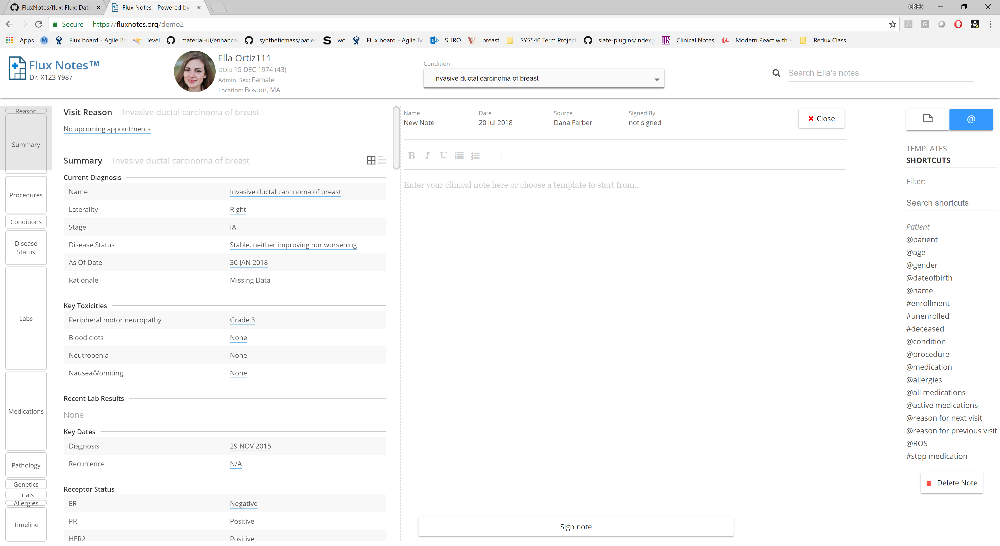 FluxNotes/flux: Flux: Data
Flux Notes - Powered by
GREG
Secure
https://fluxnotes.org/demo2
Apps
Flux board - Agile Bo
level
material-ui/enhance
syntheticmass/patie
wo
Flux board - Agile Bo
SHRO
breast
SYS540 Term Project
slate-plugins/index.js
Clinical Notes
Modern React with R
Redux Class
Flux Notes™
Dr. X123 Y987
Ella Ortiz111
DOB: 15 DEC 1974 (43)
Admin. Sex: Female
Location: Boston, MA
Condition
Invasive ductal carcinoma of breast
Search Ella's notes
Reason
Summary
Procedures
Conditions
Disease
Status
Labs
Medications
Pathology
Genetics
Trials
Allergies
Timeline
Visit Reason Invasive ductal carcinoma of breast
No upcoming appointments
Summary Invasive ductal carcinoma of breast
Current Diagnosis
Name Invasive ductal carcinoma of breast
Laterality Right
Stage IA
Disease Status Stable, neither improving nor worsening
As Of Date 30 JAN 2018
Rationale Missing Data
Key Toxicities
Peripheral motor neuropathy Grade 3
Blood clots None
Neutropenia None
Nausea/Vomiting None
Recent Lab Results
None
Key Dates
Diagnosis 29 NOV 2015
Recurrence N/A
Receptor Status
ER Negative
PR Positive
HER2 Positive
Name Date Source Signed By
New Note 20 Jul 2018 Dana Farber not signed
Close
B I U
Enter your clinical note here or choose a template to start from...
Sign note
@
TEMPLATES
SHORTCUTS
Filter:
Search shortcuts
Patient
@patient
@age
@gender
@dateofbirth
@name
#enrollment
#unenrolled
#deceased
@condition
@procedure
@medication
@allergies
@all medications
@active medications
@reason for next visit
@reason for previous visit
@ROS
#stop medication
Delete Note